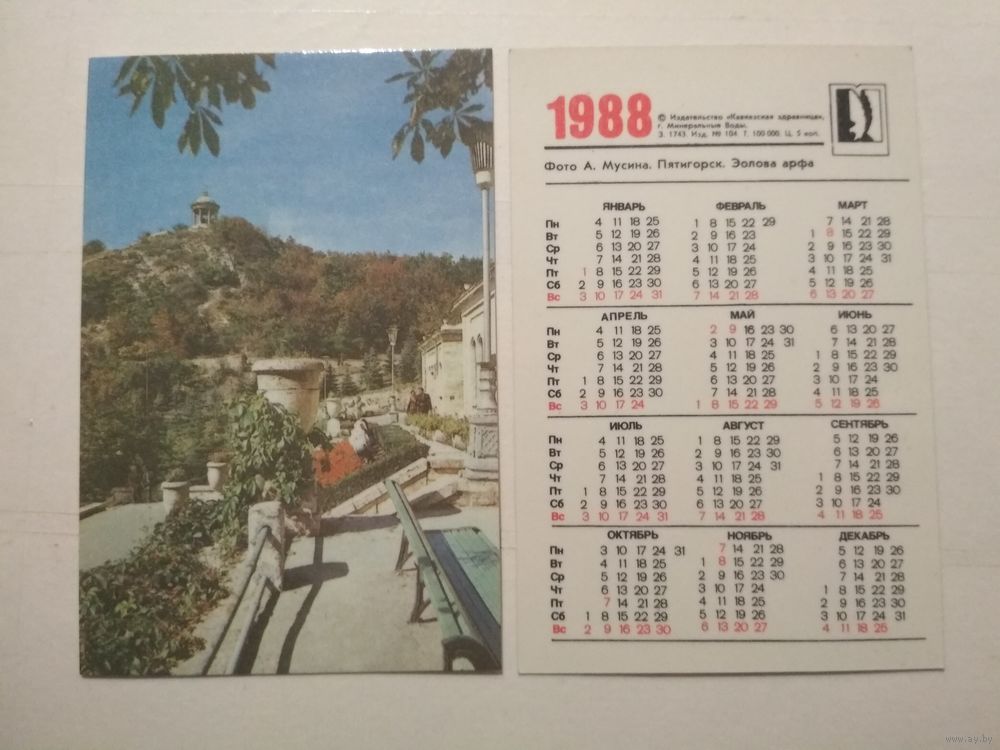 1988
© Издательство «Кавказская здравница»,
г. Минеральные Воды.
З. 1743. Изд. № 104. Т. 100 000. Ц. 5 коп.
Фото А. Мусина. Пятигорск. Эолова арфа
ЯНВАРЬ ФЕВРАЛЬ МАРТ
Пн 4 11 18 25 1 8 15 22 29 7 14 21 28
Вт 5 12 19 26 2 9 16 23 1 8 15 22 29
Ср 6 13 20 27 3 10 17 24 2 9 16 23 30
Чт 7 14 21 28 4 11 18 25 3 10 17 24 31
Пт 1 8 15 22 29 5 12 19 26 4 11 18 25
Сб 2 9 16 23 30 6 13 20 27 5 12 19 26
Вс 3 10 17 24 31 7 14 21 28 6 13 20 27
АПРЕЛЬ МАЙ ИЮНЬ
Пн 4 11 18 25 2 9 16 23 30 6 13 20 27
Вт 5 12 19 26 3 10 17 24 31 7 14 21 28
Ср 6 13 20 27 4 11 18 25 1 8 15 22 29
Чт 7 14 21 28 5 12 19 26 2 9 16 23 30
Пт 1 8 15 22 29 6 13 20 27 3 10 17 24
Сб 2 9 16 23 30 7 14 21 28 4 11 18 25
Вс 3 10 17 24 1 8 15 22 29 5 12 19 26
ИЮЛЬ АВГУСТ СЕНТЯБРЬ
Пн 4 11 18 25 1 8 15 22 29 5 12 19 26
Вт 5 12 19 26 2 9 16 23 30 6 13 20 27
Ср 6 13 20 27 3 10 17 24 31 7 14 21 28
Чт 7 14 21 28 4 11 18 25 1 8 15 22 29
Пт 1 8 15 22 29 5 12 19 26 2 9 16 23 30
Сб 2 9 16 23 30 6 13 20 27 3 10 17 24
Вс 3 10 17 24 31 7 14 21 28 4 11 18 25
ОКТЯБРЬ НОЯБРЬ ДЕКАБРЬ
Пн 3 10 17 24 31 7 14 21 28 5 12 19 26
Вт 4 11 18 25 1 8 15 22 29 6 13 20 27
Ср 5 12 19 26 2 9 16 23 30 7 14 21 28
Чт 6 13 20 27 3 10 17 24 1 8 15 22 29
Пт 7 14 21 28 4 11 18 25 2 9 16 23 30
Сб 1 8 15 22 29 5 12 19 26 3 10 17 24 31
Вс 2 9 16 23 30 6 13 20 27 4 11 18 25
www.ay.by